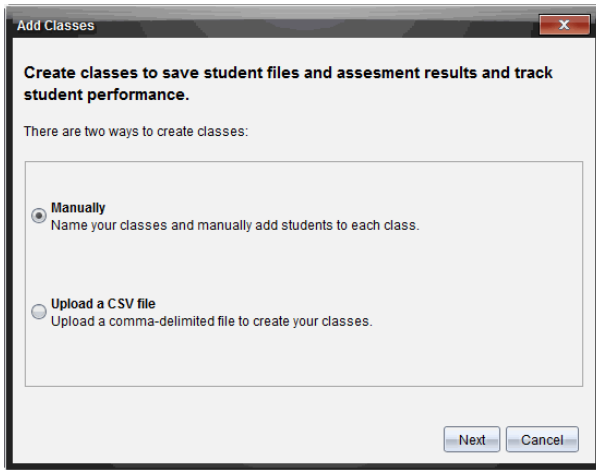 Add Classes
X
Create classes to save student files and assesment results and track
student performance.
There are two ways to create classes:
Manually
Name your classes and manually add students to each class.
Upload a CSV file
Upload a comma-delimited file to create your classes.
Next Cancel